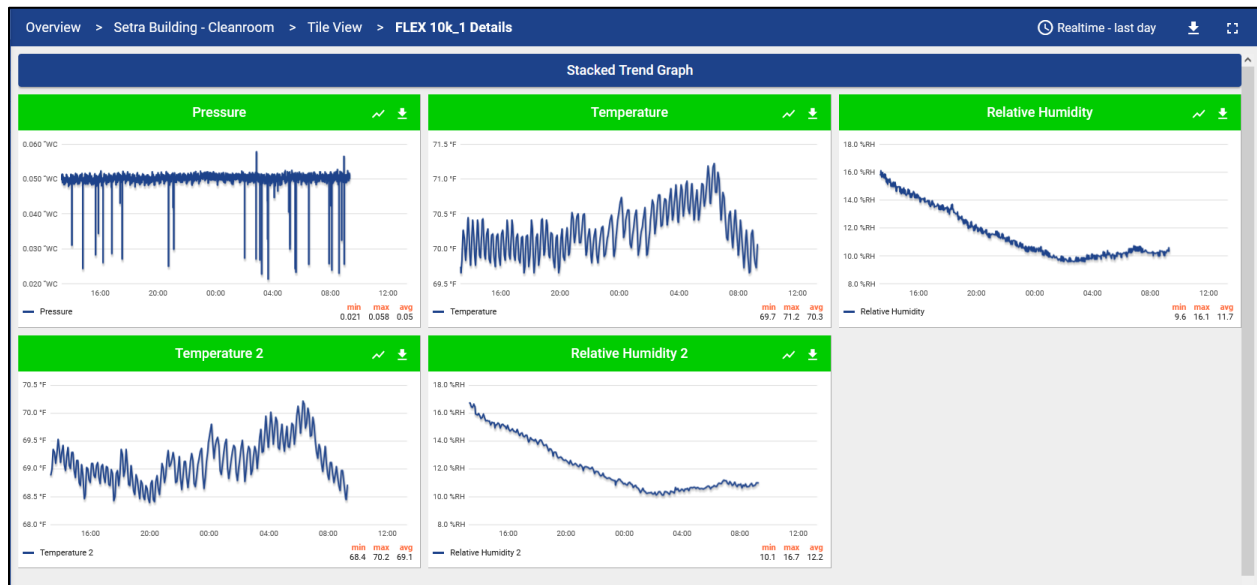 Overview > Setra Building - Cleanroom > Tile View > FLEX 10k_1 Details
Realtime - last day
Stacked Trend Graph
Pressure
0.060 "WC
0.050 "WC
0.040 "WC
0.030 "WC
0.020 "WC
16:00 20:00 00:00 04:00 08:00 12:00
min max avg
Pressure 0.021 0.058 0.05
Temperature
71.5 °F
71.0 °F
70.5 °F
70.0 °F
69.5 °F
16:00 20:00 00:00 04:00 08:00 12:00
min max avg
Temperature 69.7 71.2 70.3
Relative Humidity
18.0 %RH
16.0 %RH
14.0 %RH
12.0 %RH
10.0 %RH
8.0 %RH
16:00 20:00 00:00 04:00 08:00 12:00
min max avg
Relative Humidity 9.6 16.1 11.7
Temperature 2
70.5 °F
70.0 °F
69.5 °F
69.0 °F
68.5 °F
68.0 °F
16:00 20:00 00:00 04:00 08:00 12:00
min max avg
Temperature 2 68.4 70.2 69.1
Relative Humidity 2
18.0 %RH
16.0 %RH
14.0 %RH
12.0 %RH
10.0 %RH
8.0 %RH
16:00 20:00 00:00 04:00 08:00 12:00
min max avg
Relative Humidity 2 10.1 16.7 12.2